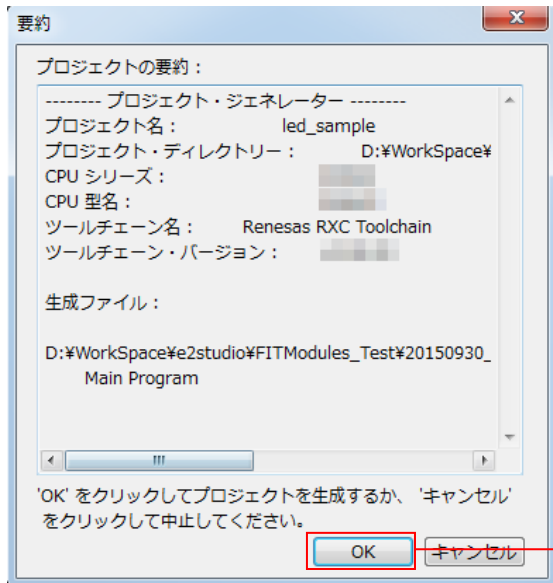 要約
プロジェクトの要約：
-------- プロジェクト・ジェネレーター --------
プロジェクト名： led_sample
プロジェクト・ディレクトリー： D:¥WorkSpace¥
CPU シリーズ：
CPU 型名：
ツールチェーン名： Renesas RXC Toolchain
ツールチェーン・バージョン：
生成ファイル：
D:¥WorkSpace¥e2studio¥FITModules_Test¥20150930_
Main Program
'OK' をクリックしてプロジェクトを生成するか、 'キャンセル'
をクリックして中止してください。
OK キャンセル